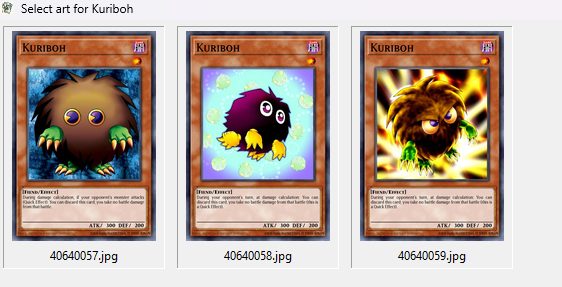 Select art for Kuriboh
KURIBOH
[FIEND/EFFECT]
During damage calculation, if your opponent's monster attacks
(Quick Effect): You can discard this card; you take no battle damage
from that battle.
ATK/ 300 DEF/ 200
40640057.jpg
KURIBOH
[FIEND/EFFECT]
During your opponent's turn, at damage calculation: You can
discard this card; you take no battle damage from that battle (this is
a Quick Effect).
ATK/ 300 DEF/ 200
40640058.jpg
KURIBOH
[FIEND/EFFECT]
During your opponent's turn, at damage calculation: You can
discard this card; you take no battle damage from that battle (this is
a Quick Effect).
ATK/ 300 DEF/ 200
40640059.jpg